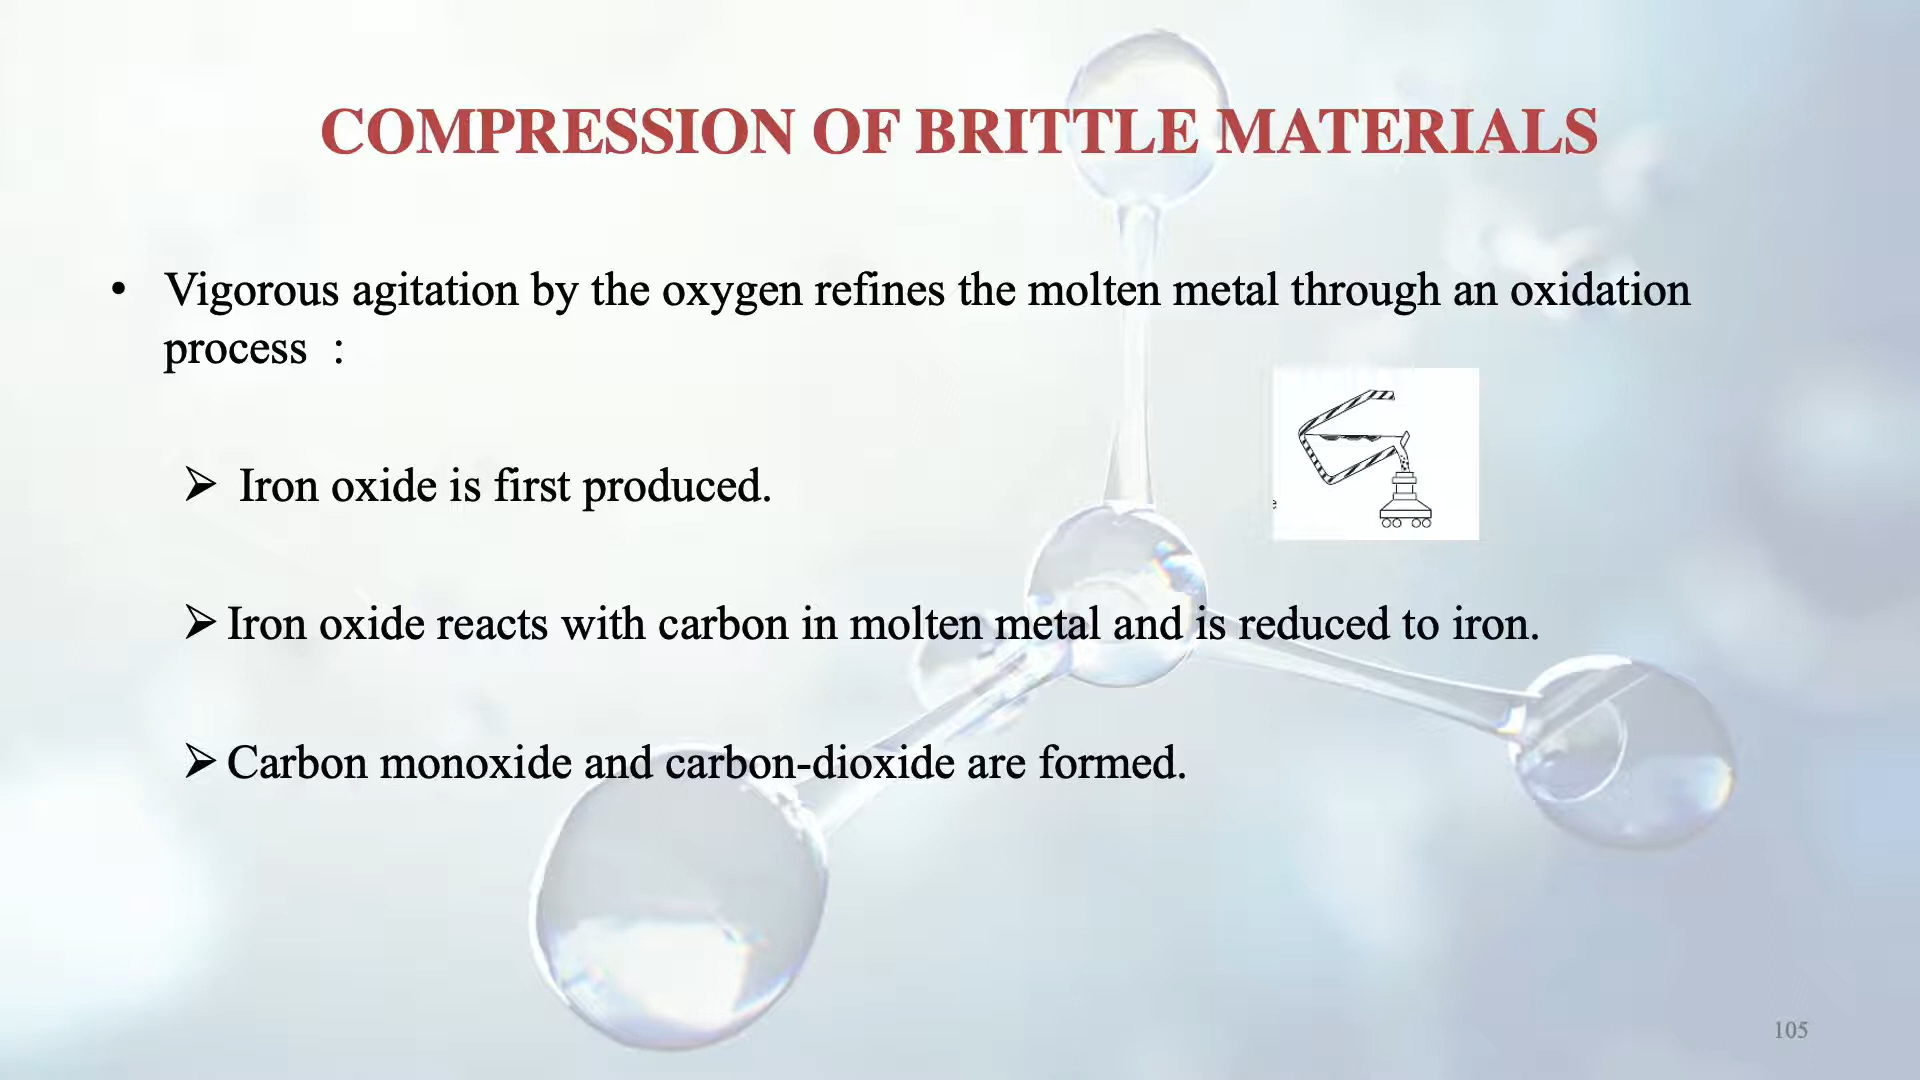 COMPRESSION OF BRITTLE MATERIALS
• Vigorous agitation by the oxygen refines the molten metal through an oxidation
process :
➢ Iron oxide is first produced.
e
➢ Iron oxide reacts with carbon in molten metal and is reduced to iron.
➢ Carbon monoxide and carbon-dioxide are formed.
105